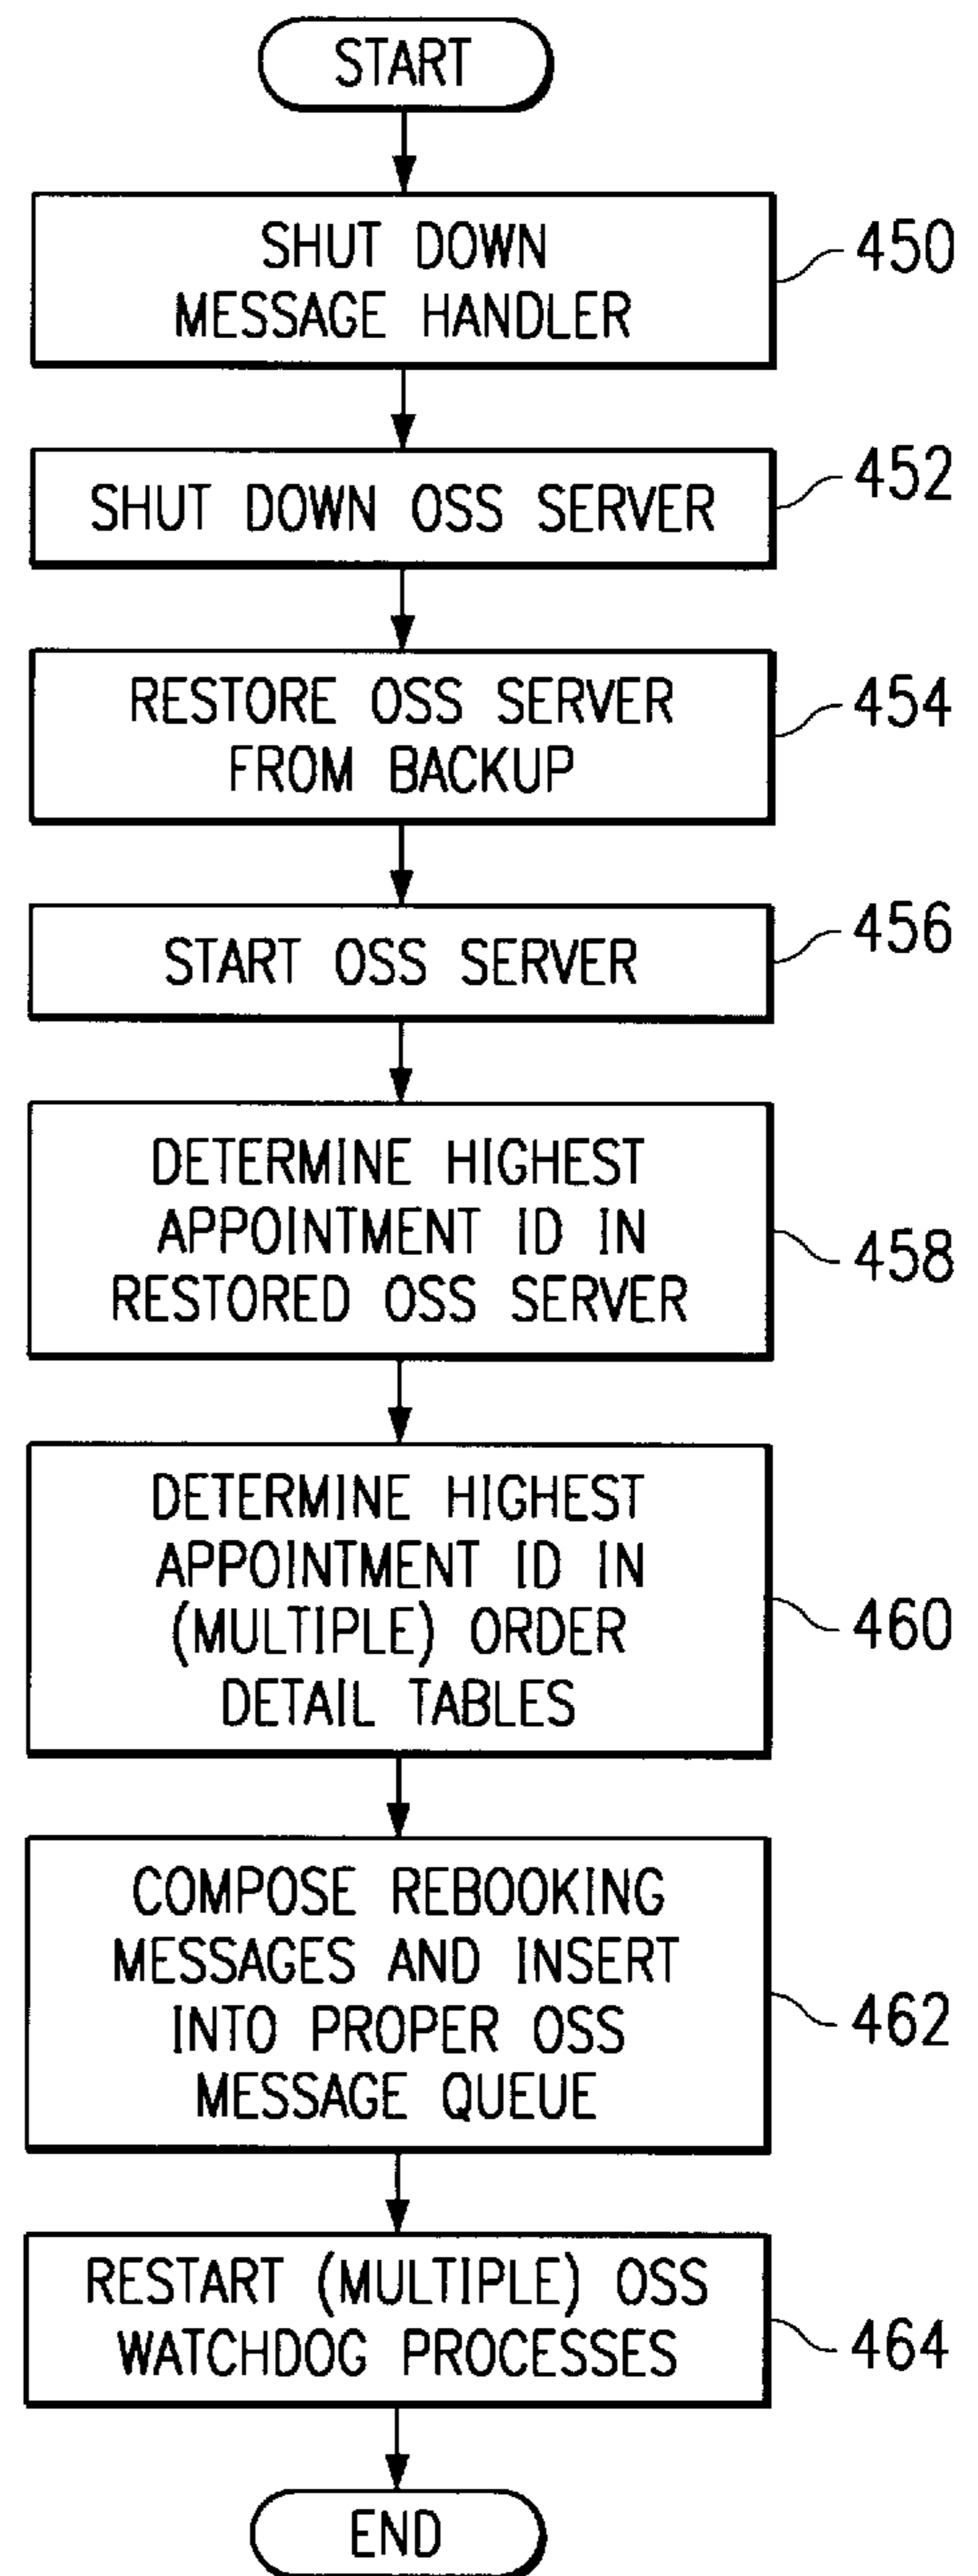 START
SHUT DOWN
MESSAGE HANDLER
450
SHUT DOWN OSS SERVER
452
RESTORE OSS SERVER
FROM BACKUP
454
START OSS SERVER
456
DETERMINE HIGHEST
APPOINTMENT ID IN
RESTORED OSS SERVER
458
DETERMINE HIGHEST
APPOINTMENT ID IN
(MULTIPLE) ORDER
DETAIL TABLES
460
COMPOSE REBOOKING
MESSAGES AND INSERT
INTO PROPER OSS
MESSAGE QUEUE
462
RESTART (MULTIPLE) OSS
WATCHDOG PROCESSES
464
END